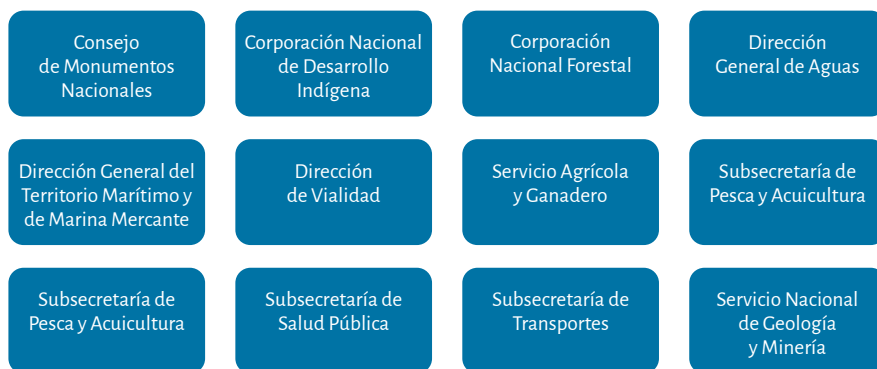 Consejo
de Monumentos
Nacionales
Corporación Nacional
de Desarrollo
Indígena
Corporación
Nacional Forestal
Dirección
General de Aguas
Dirección General del
Territorio Marítimo y
de Marina Mercante
Dirección
de Vialidad
Servicio Agrícola
y Ganadero
Subsecretaría de
Pesca y Acuicultura
Subsecretaría de
Pesca y Acuicultura
Subsecretaría de
Salud Pública
Subsecretaría de
Transportes
Servicio Nacional
de Geología
y Minería